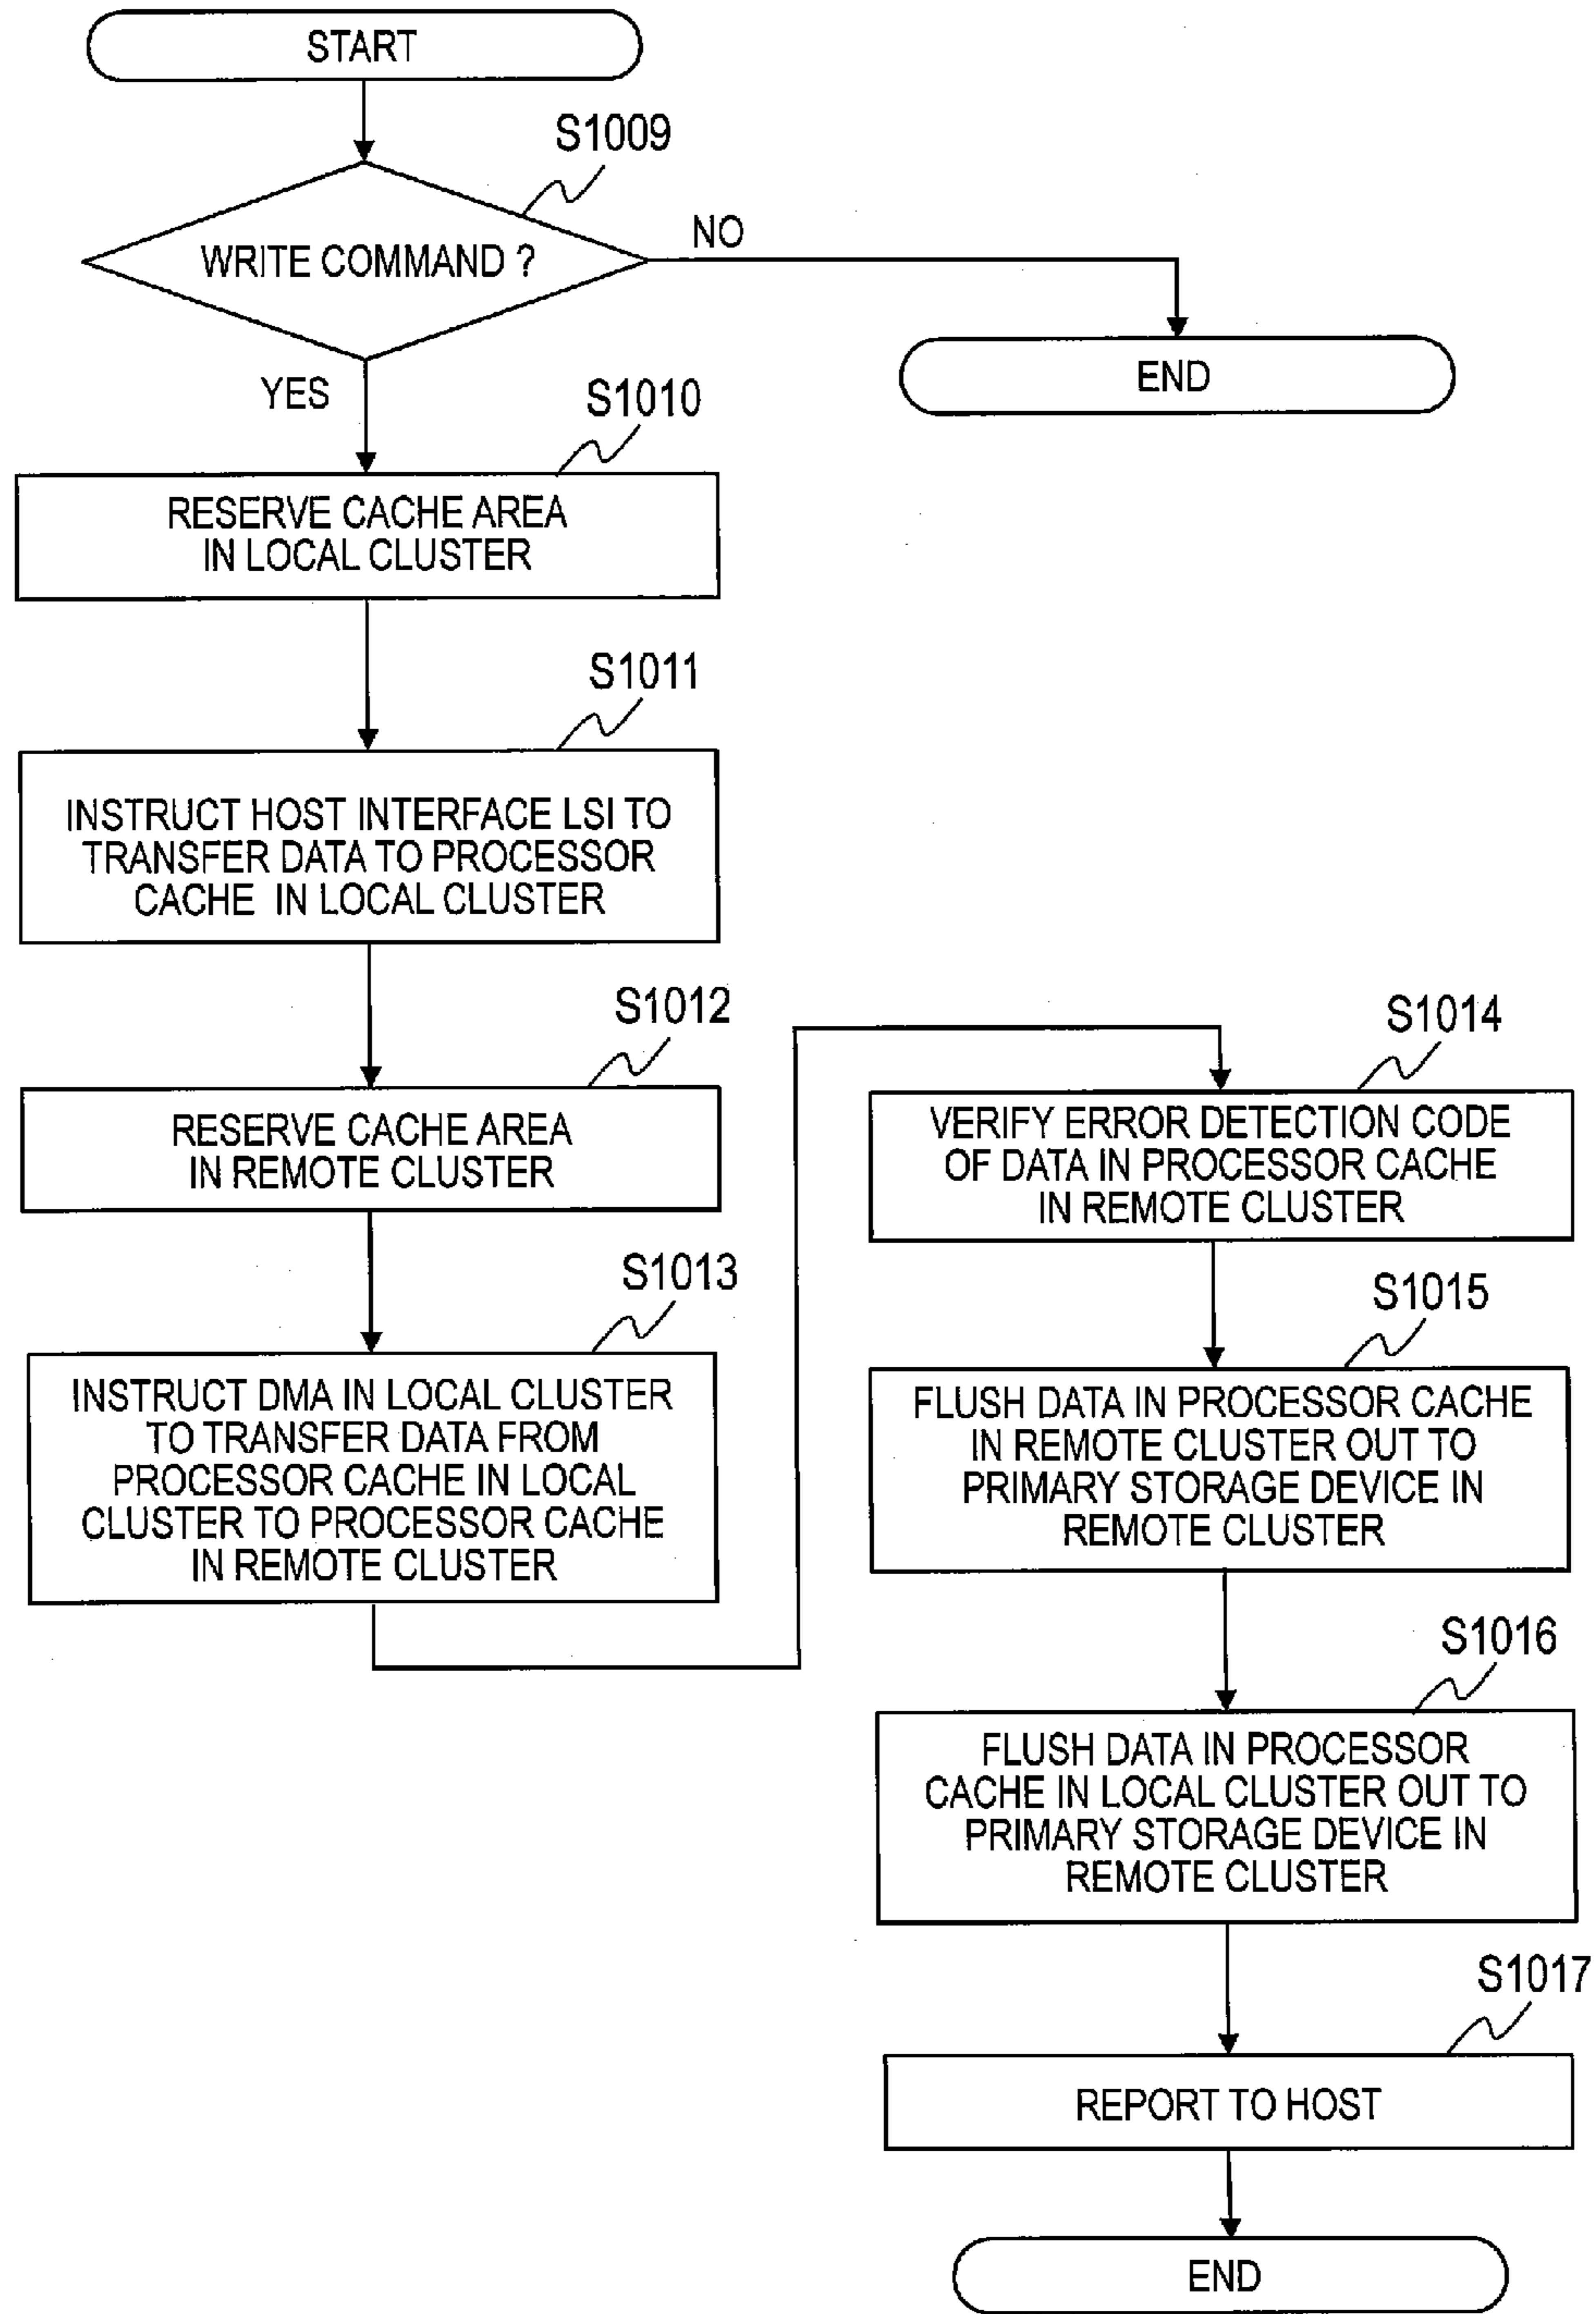 START
S1009
WRITE COMMAND ?
NO
END
YES
S1010
RESERVE CACHE AREA
IN LOCAL CLUSTER
S1011
INSTRUCT HOST INTERFACE LSI TO
TRANSFER DATA TO PROCESSOR
CACHE IN LOCAL CLUSTER
S1012
RESERVE CACHE AREA
IN REMOTE CLUSTER
S1013
INSTRUCT DMA IN LOCAL CLUSTER
TO TRANSFER DATA FROM
PROCESSOR CACHE IN LOCAL
CLUSTER TO PROCESSOR CACHE
IN REMOTE CLUSTER
S1014
VERIFY ERROR DETECTION CODE
OF DATA IN PROCESSOR CACHE
IN REMOTE CLUSTER
S1015
FLUSH DATA IN PROCESSOR CACHE
IN REMOTE CLUSTER OUT TO
PRIMARY STORAGE DEVICE IN
REMOTE CLUSTER
S1016
FLUSH DATA IN PROCESSOR
CACHE IN LOCAL CLUSTER OUT TO
PRIMARY STORAGE DEVICE IN
REMOTE CLUSTER
S1017
REPORT TO HOST
END